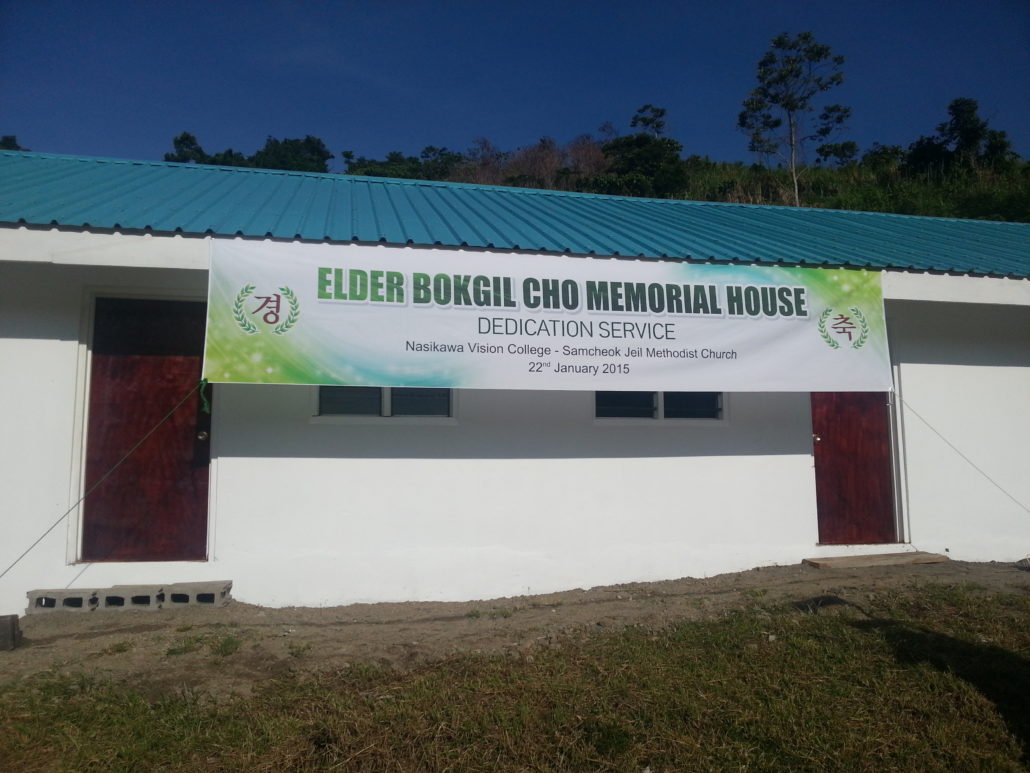 경
ELDER BOKGIL CHO MEMORIAL HOUSE
DEDICATION SERVICE
Nasikawa Vision College - Samcheok Jeil Methodist Church
22nd January 2015
축